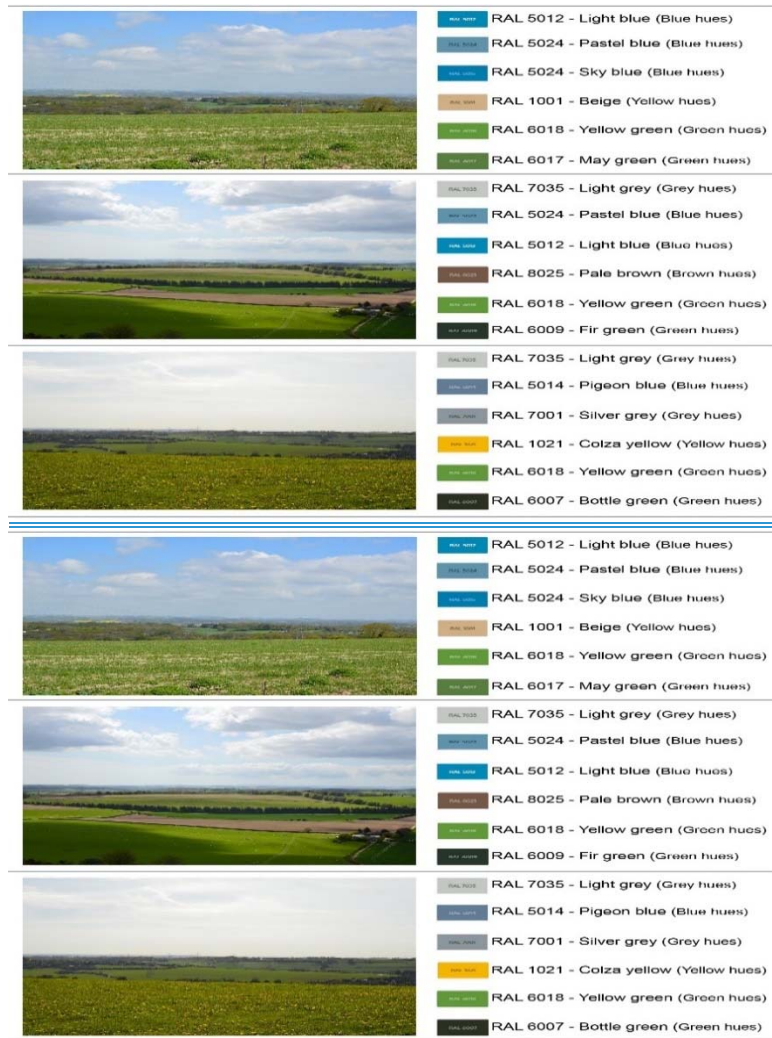 RAL 5012 - Light blue (Blue hues)
RAL 5024 - Pastel blue (Blue hues)
RAL 5024 - Sky blue (Blue hues)
RAL 1001 - Beige (Yellow hues)
RAL 6018 - Yellow green (Green hues)
RAL 6017 - May green (Green hues)
RAL 7035 - Light grey (Grey hues)
RAL 5024 - Pastel blue (Blue hues)
RAL 5012 - Light blue (Blue hues)
RAL 8025 - Pale brown (Brown hues)
RAL 6018 - Yellow green (Green hues)
RAL 6009 - Fir green (Green hues)
RAL 7035 - Light grey (Grey hues)
RAL 5014 - Pigeon blue (Blue hues)
RAL 7001 - Silver grey (Grey hues)
RAL 1021 - Colza yellow (Yellow hues)
RAL 6018 - Yellow green (Green hues)
RAL 6007 - Bottle green (Green hues)
RAL 5012 - Light blue (Blue hues)
RAL 5024 - Pastel blue (Blue hues)
RAL 5024 - Sky blue (Blue hues)
RAL 1001 - Beige (Yellow hues)
RAL 6018 - Yellow green (Green hues)
RAL 6017 - May green (Green hues)
RAL 7035 - Light grey (Grey hues)
RAL 5024 - Pastel blue (Blue hues)
RAL 5012 - Light blue (Blue hues)
RAL 8025 - Pale brown (Brown hues)
RAL 6018 - Yellow green (Green hues)
RAL 6009 - Fir green (Green hues)
RAL 7035 - Light grey (Grey hues)
RAL 5014 - Pigeon blue (Blue hues)
RAL 7001 - Silver grey (Grey hues)
RAL 1021 - Colza yellow (Yellow hues)
RAL 6018 - Yellow green (Green hues)
RAL 6007 - Bottle green (Green hues)